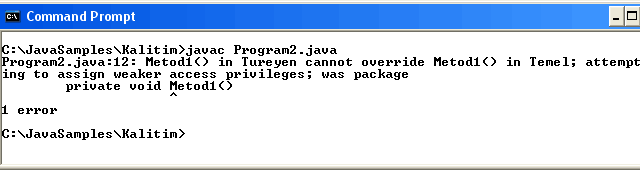 Command Prompt
C:\JavaSamples\Kalitim>javac Program2.java
Program2.java:12: Metod1() in Tureyen cannot override Metod1() in Temel; attempt
ing to assign weaker access privileges; was package
        private void Metod1()
                     ^
1 error
C:\JavaSamples\Kalitim>